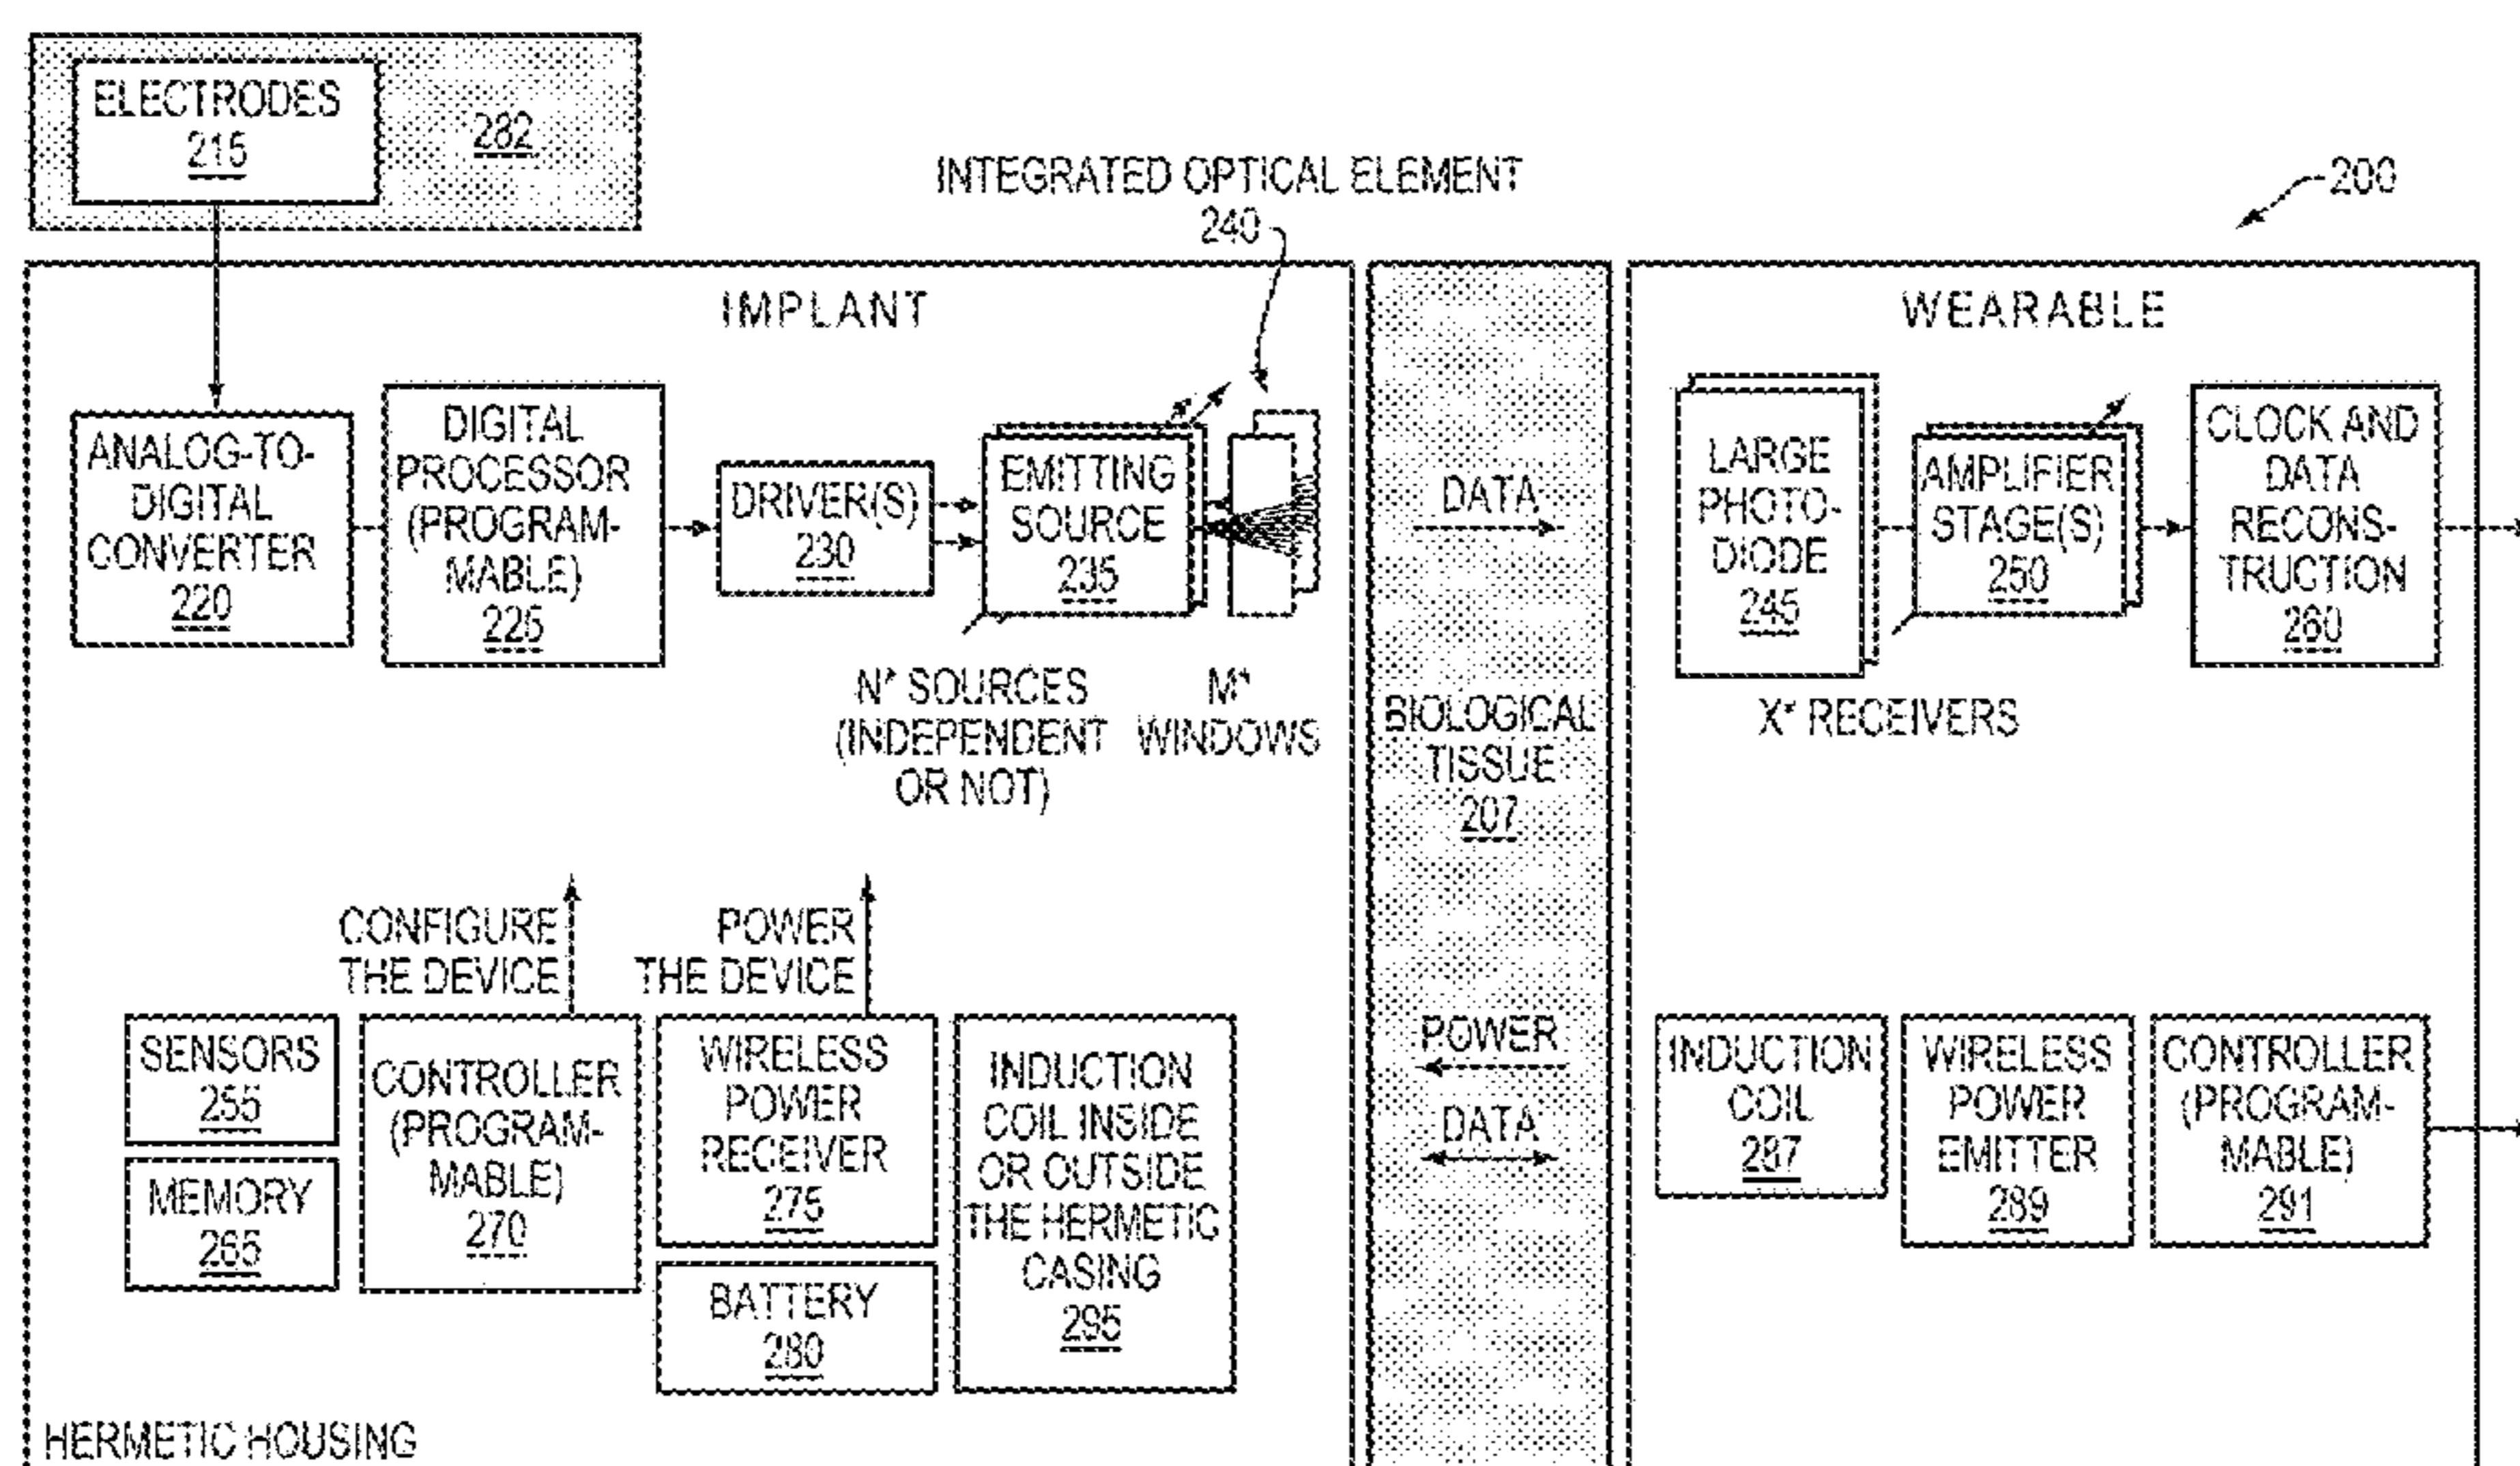 ELECTRODES
215
282
INTEGRATED OPTICAL ELEMENT
240
200
IMPLANT
ANALOG-TO-
DIGITAL
CONVERTER
220
DIGITAL
PROCESSOR
(PROGRAM-
MABLE)
225
DRIVER(S)
230
EMITTING
SOURCE
235
N* SOURCES
(INDEPENDENT
OR NOT)
M*
WINDOWS
CONFIGURE
THE DEVICE
POWER
THE DEVICE
SENSORS
255
MEMORY
265
CONTROLLER
(PROGRAM-
MABLE)
270
WIRELESS
POWER
RECEIVER
275
BATTERY
280
INDUCTION
COIL INSIDE
OR OUTSIDE
THE HERMETIC
CASING
295
HERMETIC HOUSING
DATA
BIOLOGICAL
TISSUE
207
POWER
DATA
WEARABLE
LARGE
PHOTO-
DIODE
245
AMPLIFIER
STAGE(S)
250
CLOCK AND
DATA
RECONS-
TRUCTION
260
X* RECEIVERS
INDUCTION
COIL
287
WIRELESS
POWER
EMITTER
289
CONTROLLER
(PROGRAM-
MABLE)
291